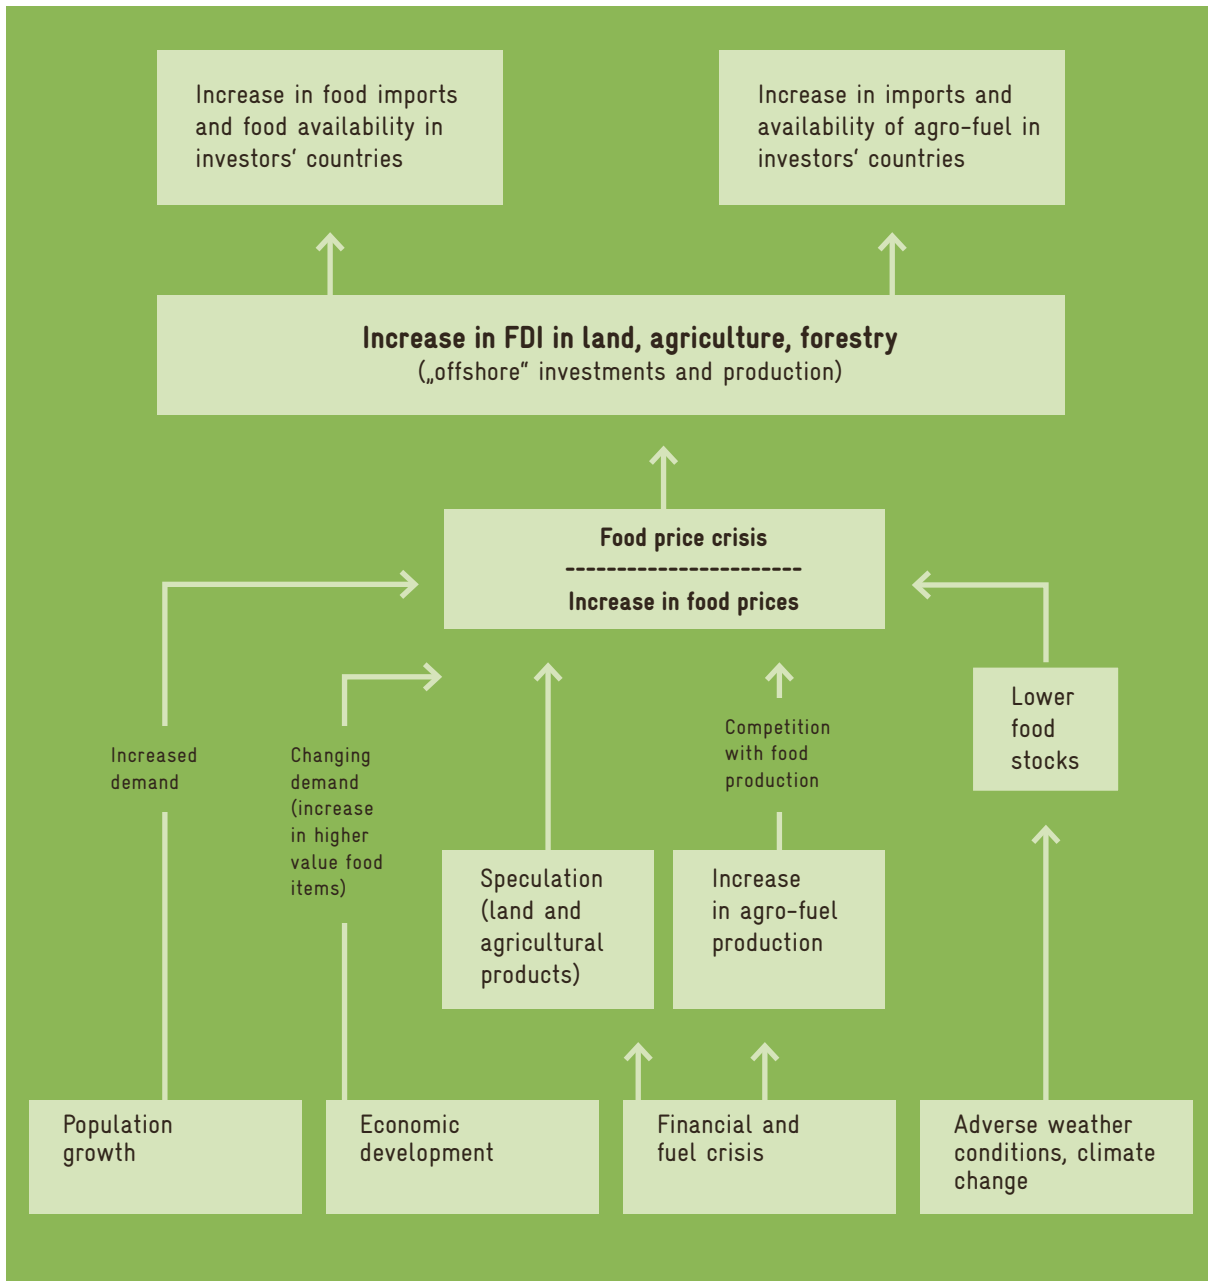 Increase in food imports
and food availability in
investors‘ countries
Increase in imports and
availability of agro-fuel in
investors‘ countries
Increase in FDI in land, agriculture, forestry
(„offshore“ investments and production)
Food price crisis
-----------------------
Increase in food prices
Increased
demand
Changing
demand
(increase
in higher
value food
items)
Competition
with food
production
Lower
food
stocks
Speculation
(land and
agricultural
products)
Increase
in agro-fuel
production
Population
growth
Economic
development
Financial and
fuel crisis
Adverse weather
conditions, climate
change